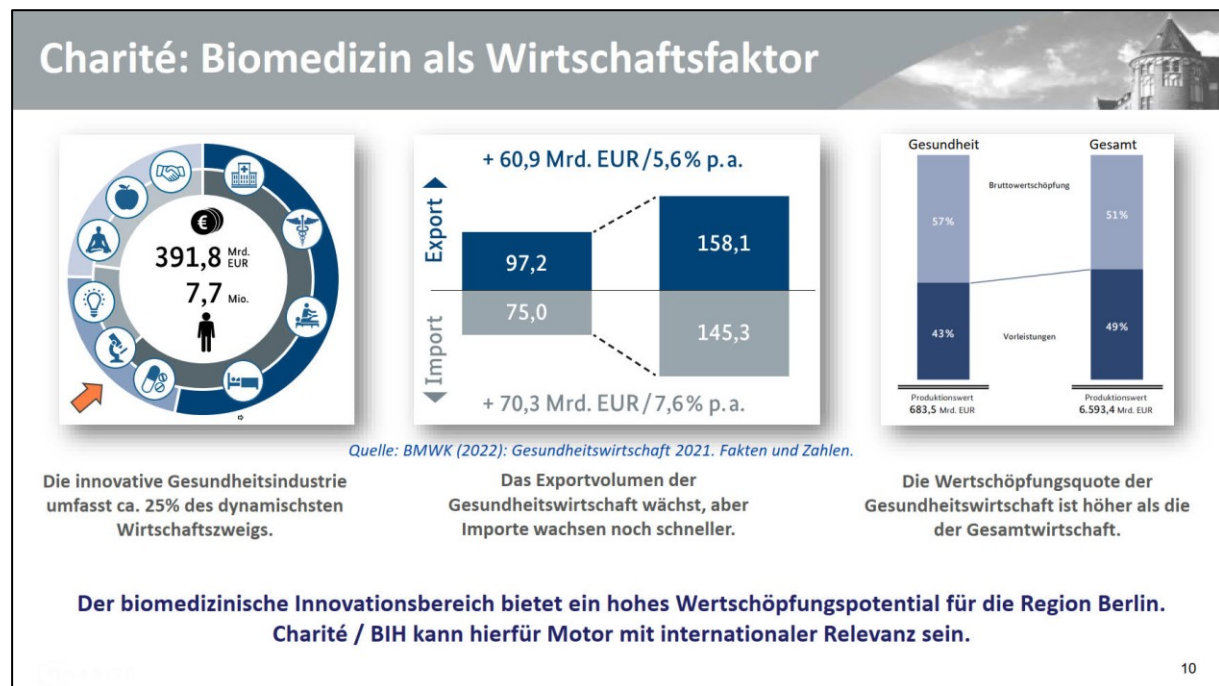 Charité: Biomedizin als Wirtschaftsfaktor
391,8 Mrd. EUR
7,7 Mio.
+ 60,9 Mrd. EUR/5,6% p.a.
Export
97,2
158,1
Import
75,0
145,3
+ 70,3 Mrd. EUR/7,6% p.a.
Gesundheit
Gesamt
Bruttowertschöpfung
57%
51%
43%
Vorleistungen
49%
Produktionswert
683,5 Mrd. EUR
Produktionswert
6.593,4 Mrd. EUR
Quelle: BMWK (2022): Gesundheitswirtschaft 2021. Fakten und Zahlen.
Die innovative Gesundheitsindustrie
umfasst ca. 25% des dynamischsten
Wirtschaftszweigs.
Das Exportvolumen der
Gesundheitswirtschaft wächst, aber
Importe wachsen noch schneller.
Die Wertschöpfungsquote der
Gesundheitswirtschaft ist höher als die
der Gesamtwirtschaft.
Der biomedizinische Innovationsbereich bietet ein hohes Wertschöpfungspotential für die Region Berlin.
Charité / BIH kann hierfür Motor mit internationaler Relevanz sein.
10